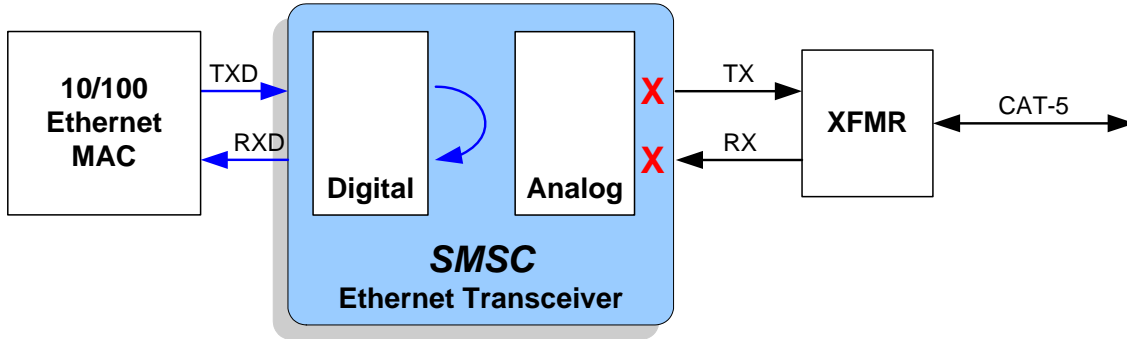 10/100
Ethernet
MAC
TXD
RXD
Digital
Analog
X
X
SMSC
Ethernet Transceiver
TX
RX
XFMR
CAT-5